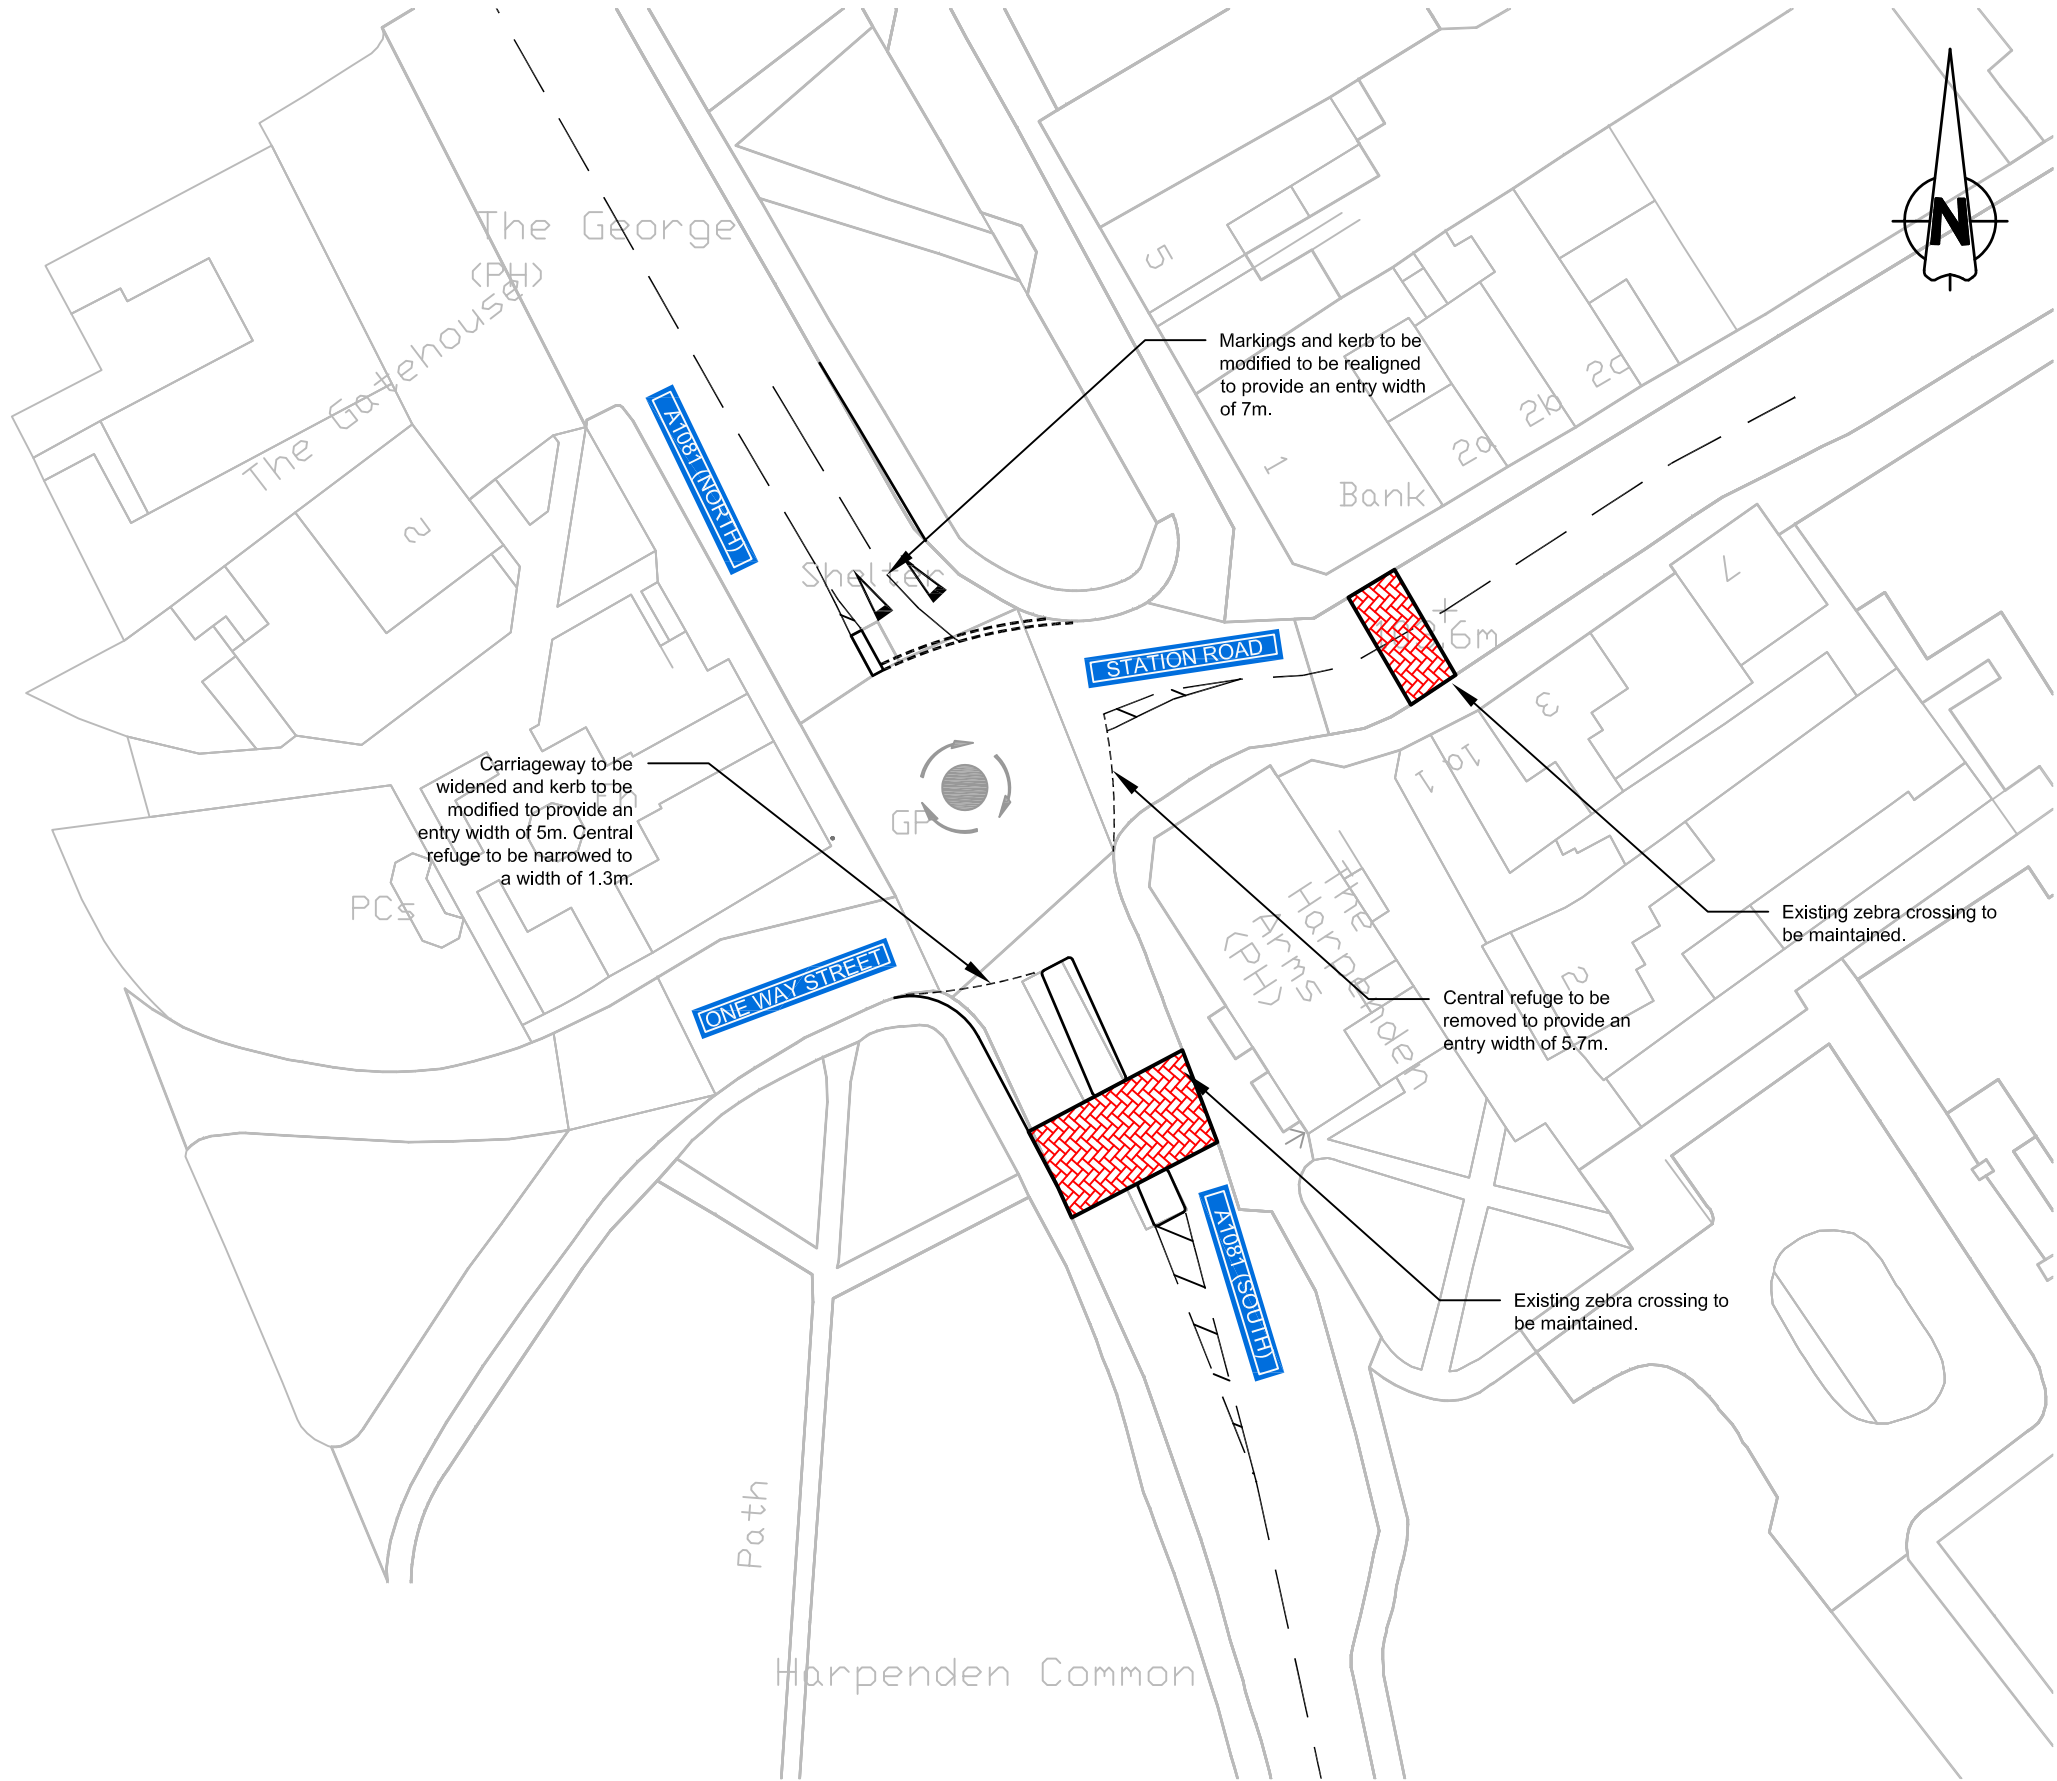 The George
(PH)
The Gatehouse
N
5
Markings and kerb to be
modified to be realigned
to provide an entry width
of 7m.
A1081 (NORTH)
2
1
Bank
2a
2b
2c
Shelter
STATION ROAD
6m
7
3
1a
1
Carriageway to be
widened and kerb to be
modified to provide an
entry width of 5m. Central
refuge to be narrowed to
a width of 1.3m.
GP
PCs
The
Harpenden
Arms
(PH)
Existing zebra crossing to
be maintained.
2
ONE WAY STREET
Central refuge to be
removed to provide an
entry width of 5.7m.
A1081 (SOUTH)
Existing zebra crossing to
be maintained.
Path
Harpenden Common